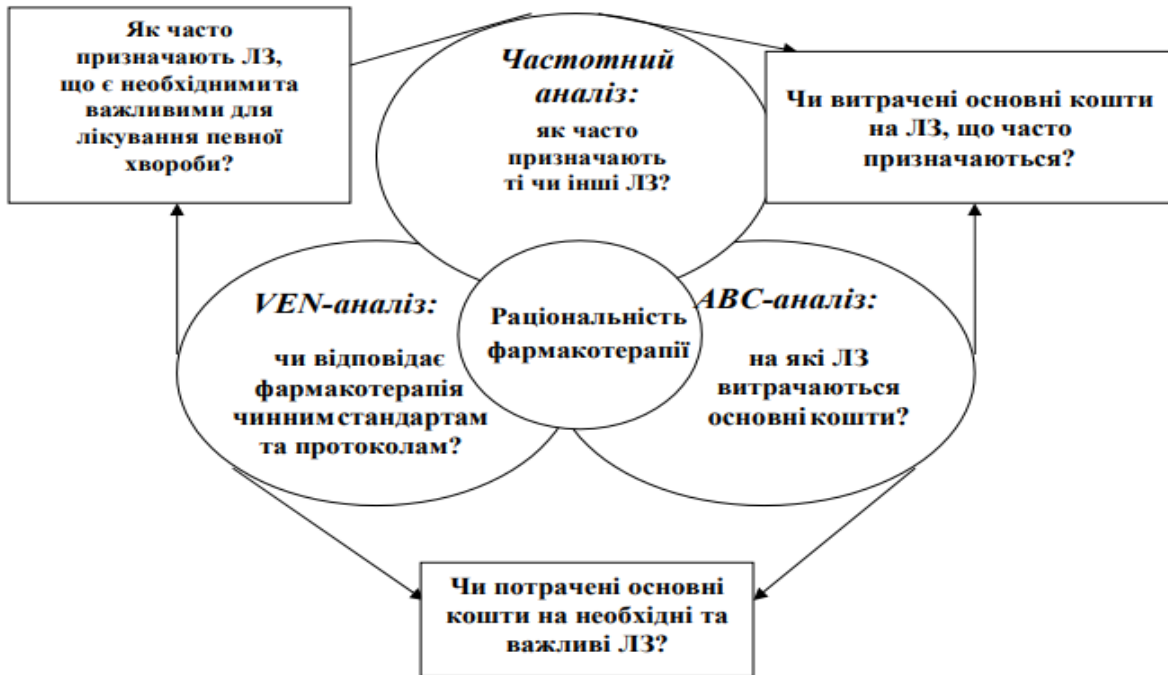 Як часто
призначають ЛЗ,
що є необхіднимита
важливими для
лікування певної
хвороби?
Частотний
аналіз:
як часто
призначають
ті чи інші ЛЗ?
Чи витрачені основні кошти
на ЛЗ, що часто
призначаються?
VEN-аналіз:
чи відповідає
фармакотерапія
чинним стандартам
та протоколам?
Раціональність
фармакотерапії
ABC-аналіз:
на які ЛЗ
витрачаються
основні кошти?
Чи потрачені основні
кошти на необхідні та
важливі ЛЗ?